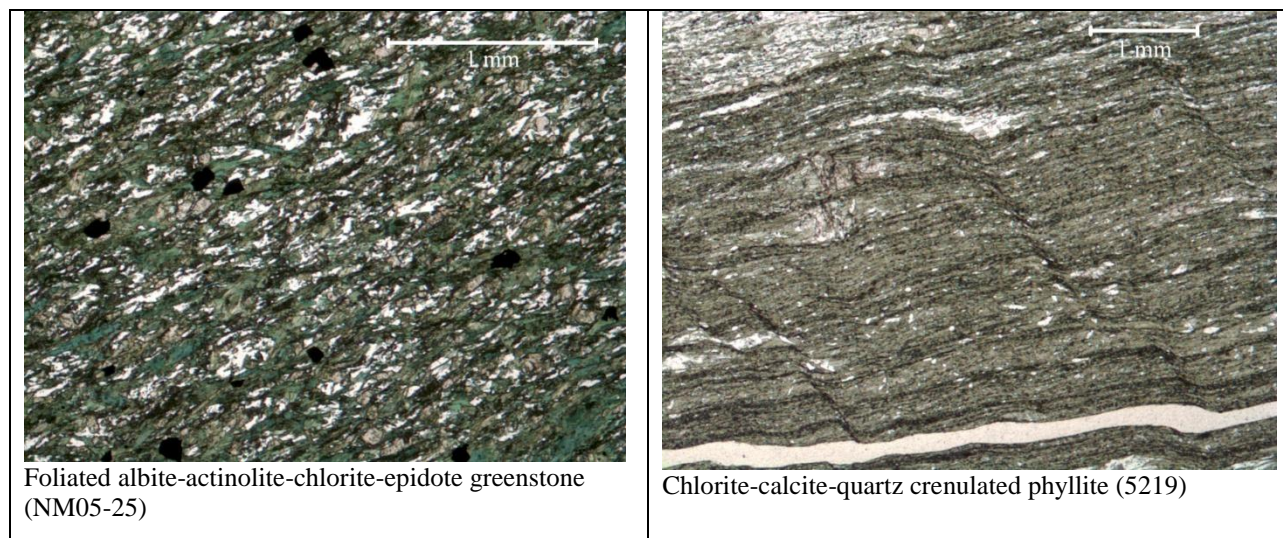 1 mm
1 mm
Foliated albite-actinolite-chlorite-epidote greenstone
(NM05-25)
Chlorite-calcite-quartz crenulated phyllite (5219)